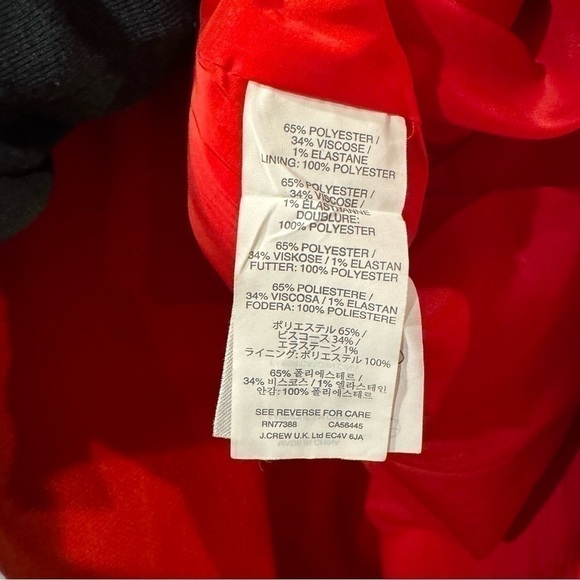 65% POLYESTER /
34% VISCOSE /
1% ELASTANE
LINING: 100% POLYESTER
65% POLYESTER /
34% VISCOSE /
1% ÉLASTHANNE
DOUBLURE:
100% POLYESTER
65% POLYESTER /
34% VISKOSE / 1% ELASTAN
FUTTER: 100% POLYESTER
65% POLIESTERE /
34% VISCOSA / 1% ELASTAN
FODERA: 100% POLIESTERE
ポリエステル 65% /
ビスコース 34% /
エラステーン 1%
ライニング: ポリエステル 100%
65% 폴리에스테르 /
34% 비스코스 / 1% 엘라스테인
안감: 100% 폴리에스테르
SEE REVERSE FOR CARE
RN77388 CA56445
J.CREW U.K. Ltd EC4V 6JA